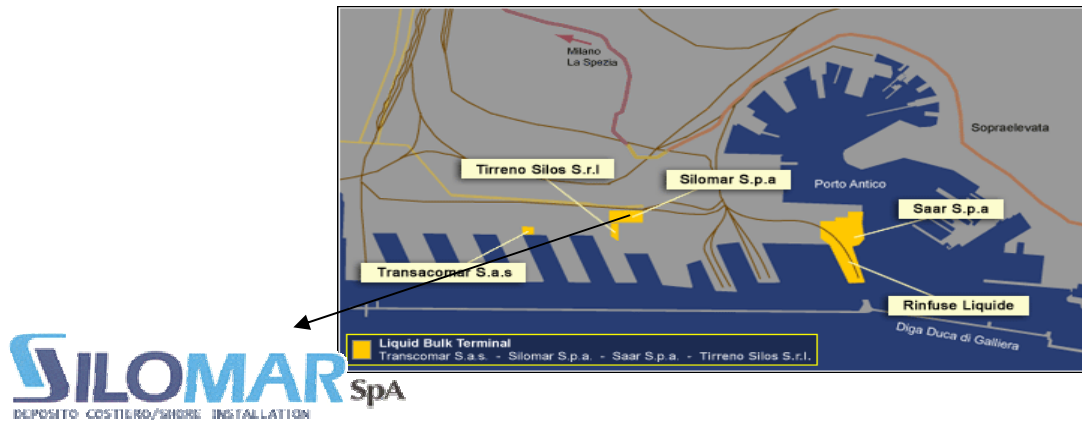 Milano
La Spezia
Sopraelevata
Tirreno Silos S.r.l
Silomar S.p.a
Porto Antico
Saar S.p.a
Transacomar S.a.s
Rinfuse Liquide
Diga Duca di Galliera
Liquid Bulk Terminal
Transcomar S.a.s. - Silomar S.p.a. - Saar S.p.a. - Tirreno Silos S.r.l.
SILOMAR SpA
DEPOSITO COSTIERO/SHORE INSTALLATION